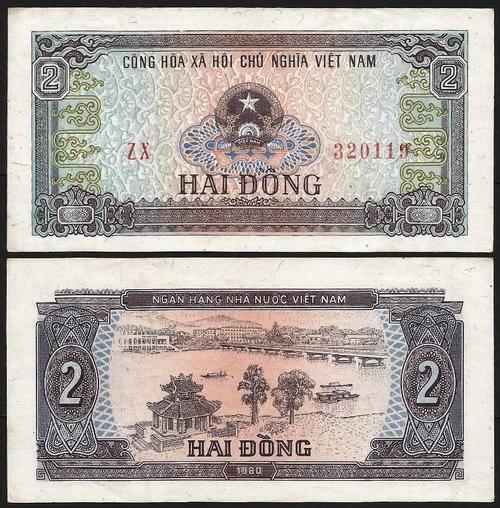 2 2
CỘNG HÒA XÃ HỘI CHỦ NGHĨA VIỆT NAM
ZX 320119
HAI ĐỒNG
NGÂN HÀNG NHÀ NƯỚC VIỆT NAM
2 2
HAI ĐỒNG
1980